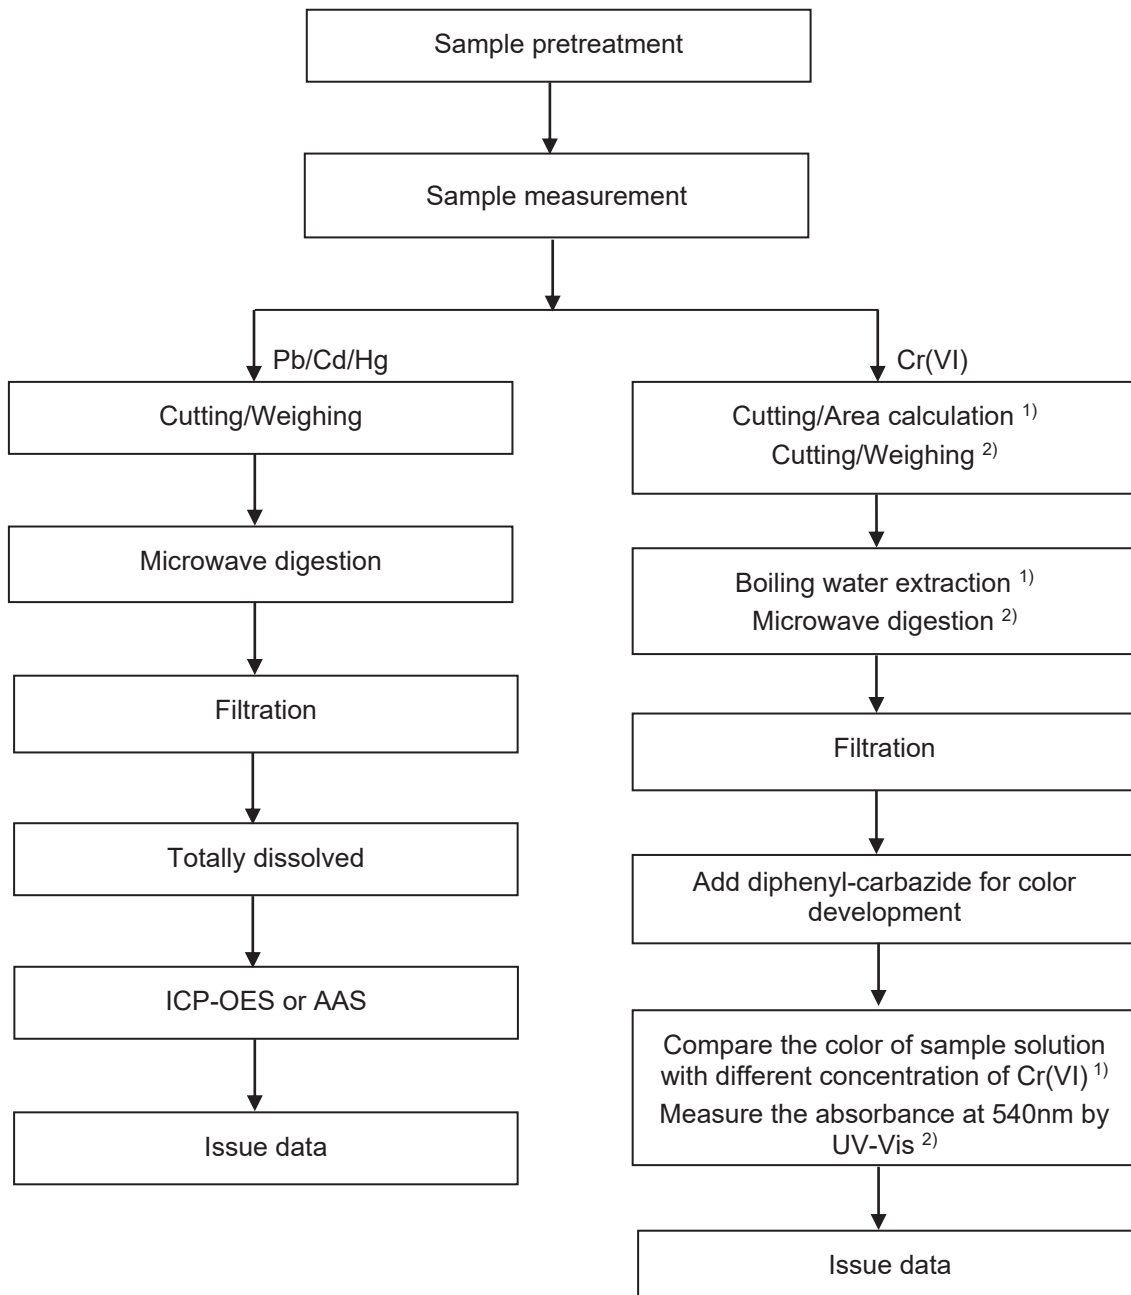 Sample pretreatment
Sample measurement
Pb/Cd/Hg
Cutting/Weighing
Microwave digestion
Filtration
Totally dissolved
ICP-OES or AAS
Issue data
Cr(VI)
Cutting/Area calculation 1)
Cutting/Weighing 2)
Boiling water extraction 1)
Microwave digestion 2)
Filtration
Add diphenyl-carbazide for color
development
Compare the color of sample solution
with different concentration of Cr(VI) 1)
Measure the absorbance at 540nm by
UV-Vis 2)
Issue data